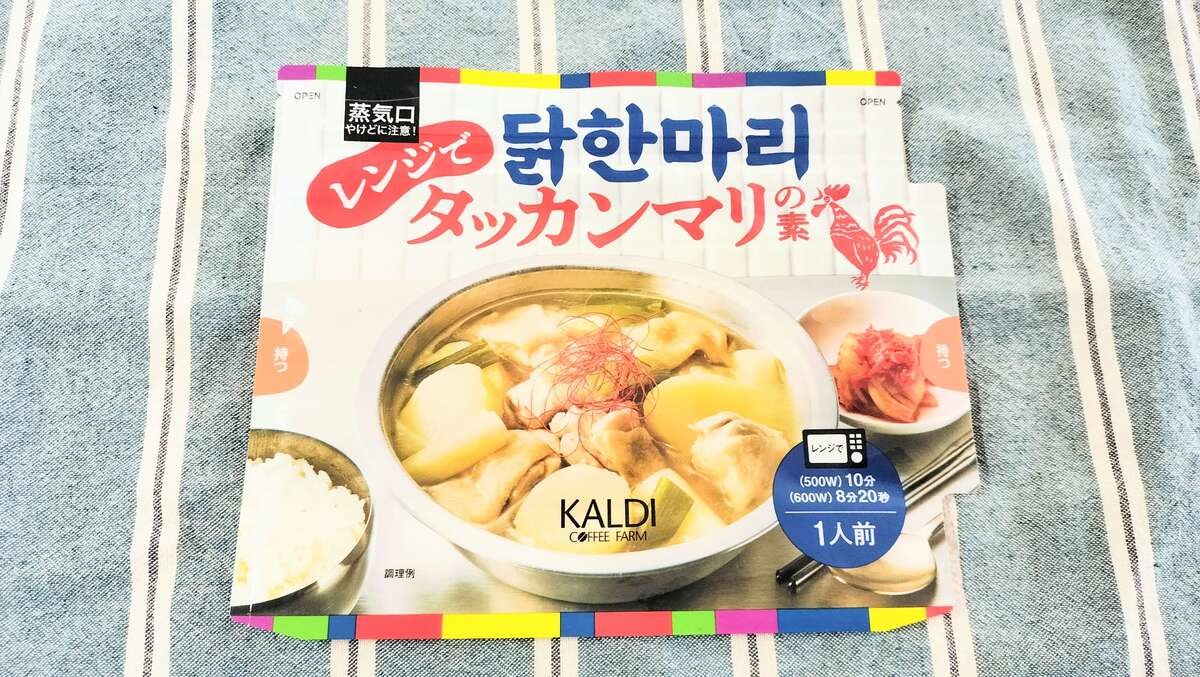 OPEN
蒸気口
やけどに注意!
OPEN
レンジで
닭한마리
タッカンマリの素
持つ
持つ
レンジで
(500W) 10分
(600W) 8分20秒
1人前
KALDI
COFFEE FARM
調理例